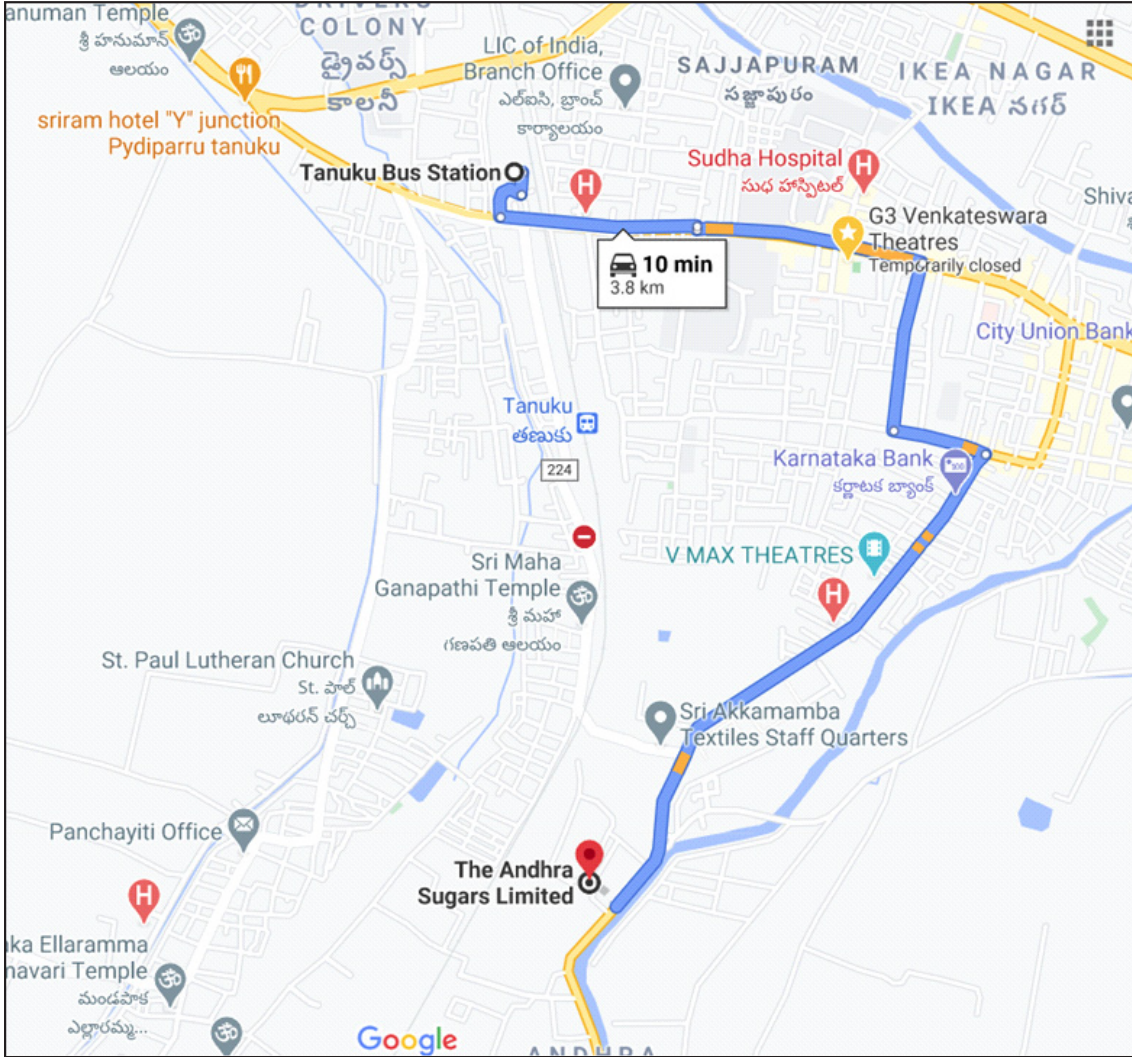 anuman Temple
శ్రీ హనుమాన్
ఆలయం
DRIVERS
COLONY
డ్రైవర్స్
కాలనీ
LIC of India,
Branch Office
ఎల్ఐసి, బ్రాంచ్
కార్యాలయం
SAJJAPURAM
సజ్జాపురం
IKEA NAGAR
IKEA నగర్
sriram hotel "Y" junction
Pydiparru tanuku
Tanuku Bus Station
H
Sudha Hospital
సుధ హాస్పిటల్
H
Shiva
G3 Venkateswara
Theatres
Temporarily closed
10 min
3.8 km
City Union Bank
Tanuku
తణుకు
224
Karnataka Bank
కర్ణాటక బ్యాంక్
V MAX THEATRES
H
Sri Maha
Ganapathi Temple
శ్రీ మహా
గణపతి ఆలయం
St. Paul Lutheran Church
St. పాల్
లూథరన్ చర్చ్
Sri Akkamamba
Textiles Staff Quarters
Panchayiti Office
The Andhra
Sugars Limited
H
ka Ellaramma
mavari Temple
మండపాక
ఎల్లారమ్మ...
Google
ANDHRA